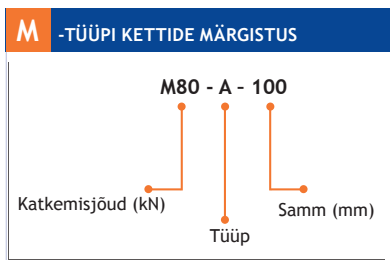 M -TÜÜPI KETTIDE MÄRGISTUS
M80 - A - 100
Katkemisjõud (kN)
Samm (mm)
Tüüp